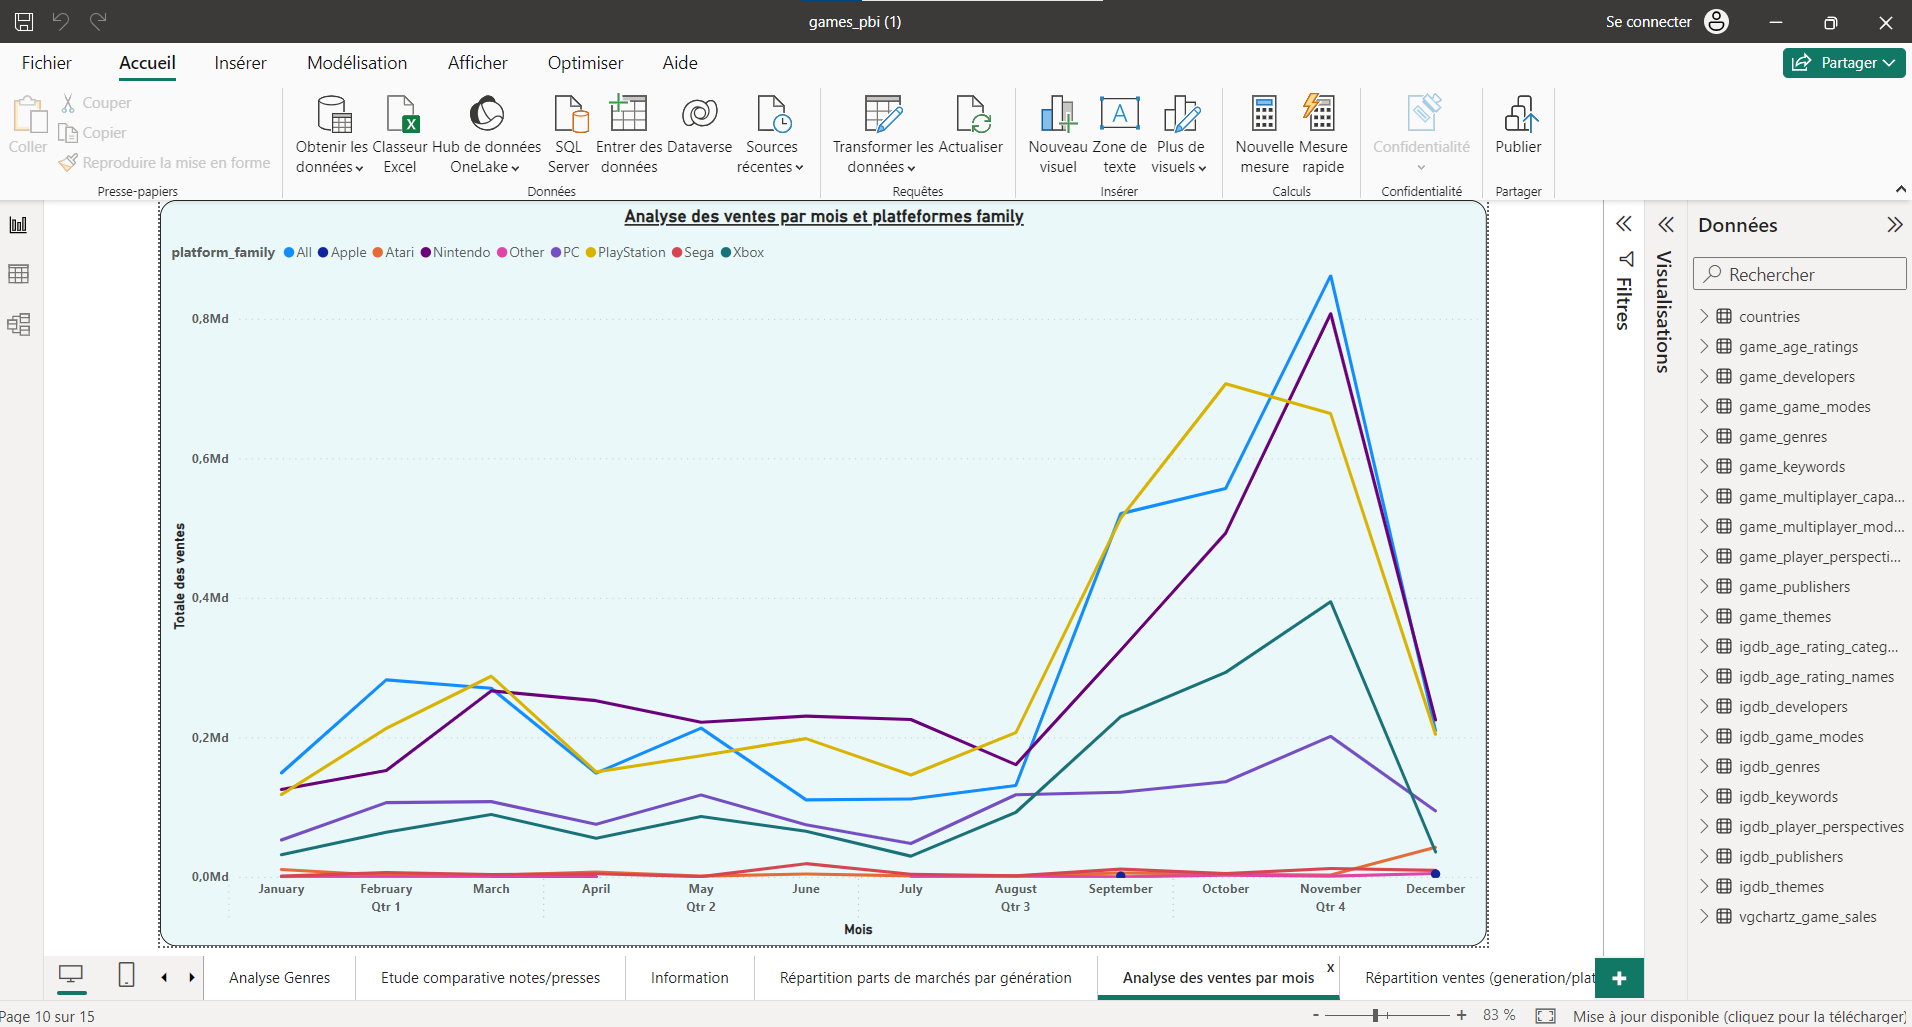 games_pbi (1)
Se connecter
Fichier Accueil Insérer Modélisation Afficher Optimiser Aide
Partager
Coller
Couper
Copier
Reproduire la mise en forme
Presse-papiers
Obtenir les données
Classeur Excel
Hub de données OneLake
SQL Server
Entrer des données
Dataverse
Sources récentes
Données
Transformer les données
Actualiser
Requêtes
Nouveau visuel
Zone de texte
Plus de visuels
Insérer
Nouvelle mesure
Mesure rapide
Calculs
Confidentialité
Confidentialité
Publier
Partager
Analyse des ventes par mois et platfeformes family
platform_family All Apple Atari Nintendo Other PC PlayStation Sega Xbox
Totale des ventes
0,8Md
0,6Md
0,4Md
0,2Md
0,0Md
January February March April May June July August September October November December
Qtr 1 Qtr 2 Qtr 3 Qtr 4
Mois
Filtres
Visualisations
Données
Rechercher
countries
game_age_ratings
game_developers
game_game_modes
game_genres
game_keywords
game_multiplayer_capa...
game_multiplayer_mod...
game_player_perspecti...
game_publishers
game_themes
igdb_age_rating_categ...
igdb_age_rating_names
igdb_developers
igdb_game_modes
igdb_genres
igdb_keywords
igdb_player_perspectives
igdb_publishers
igdb_themes
vgchartz_game_sales
Analyse Genres
Etude comparative notes/presses
Information
Répartition parts de marchés par génération
Analyse des ventes par mois
x
Répartition ventes (generation/plat
Page 10 sur 15
- + 83 %
Mise à jour disponible (cliquez pour la télécharger)